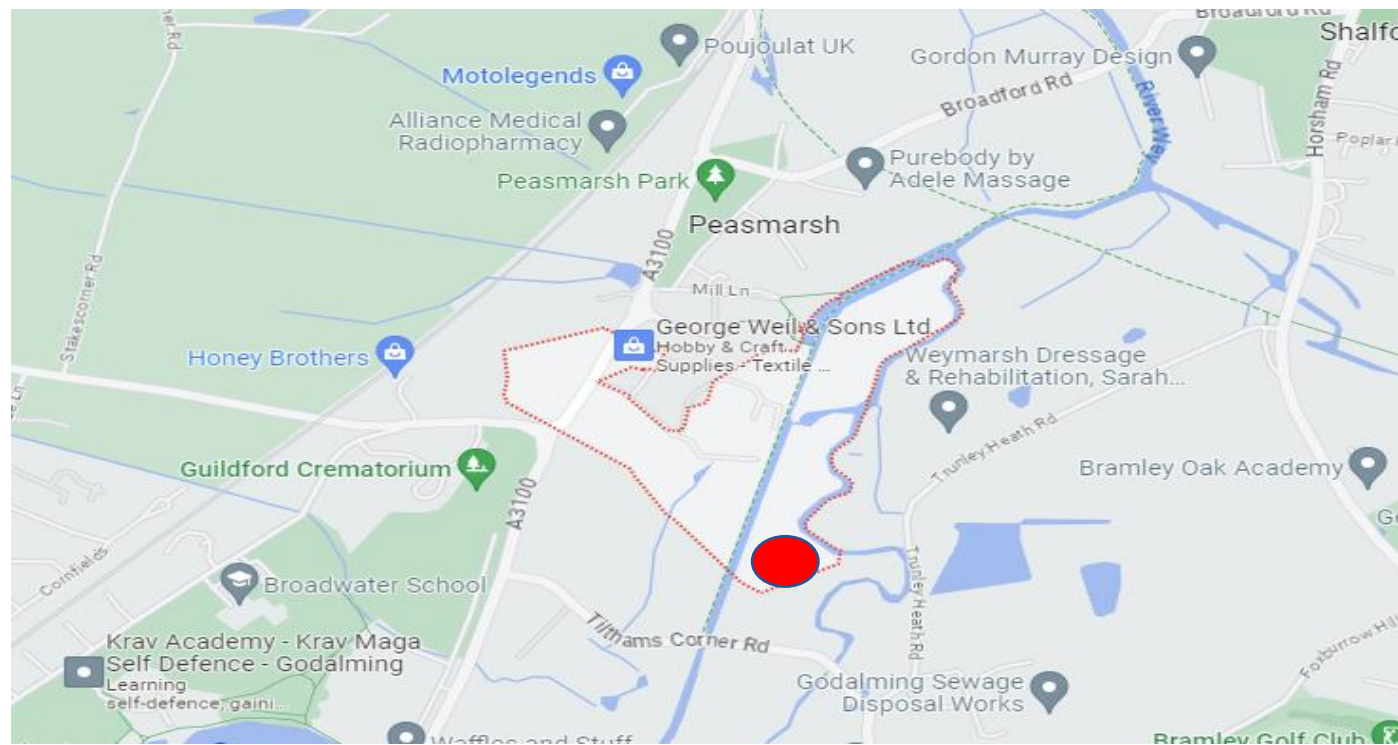 Broadford Rd
Shalfo
Poujoulat UK
Gordon Murray Design
Motolegends
Broadford Rd
River Wey
Horsham Rd
Alliance Medical
Radiopharmacy
Poplar
Purebody by
Adele Massage
Peasmarsh Park
Peasmarsh
A3100
Stakescorner Rd
Mill Ln
George Weil & Sons Ltd
Hobby & Craft
Supplies - Textile ...
Honey Brothers
Weymarsh Dressage
& Rehabilitation, Sarah...
Trunley Heath Rd
Guildford Crematorium
Bramley Oak Academy
A3100
Cornfields
Broadwater School
Trunley Heath Rd
Tilthams Corner Rd
Krav Academy - Krav Maga
Self Defence - Godalming
Learning
self-defence, gaini...
Foxburrow Hill
Godalming Sewage
Disposal Works
Waffles and Stuff
Bramley Golf Club